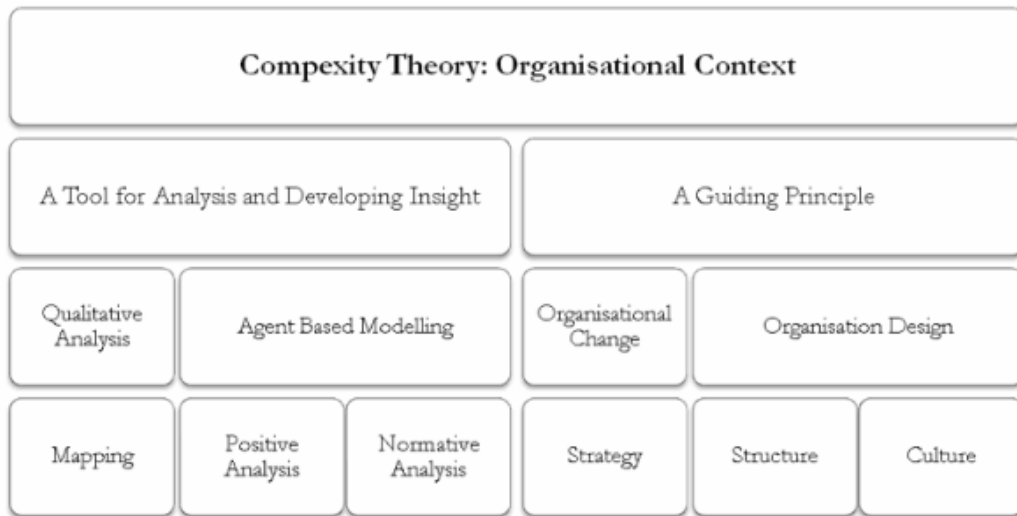 Compexity Theory: Organisational Context
A Tool for Analysis and Developing Insight
A Guiding Principle
Qualitative
Analysis
Agent Based Modelling
Organisational
Change
Organisation Design
Mapping
Positive
Analysis
Normative
Analysis
Strategy
Structure
Culture